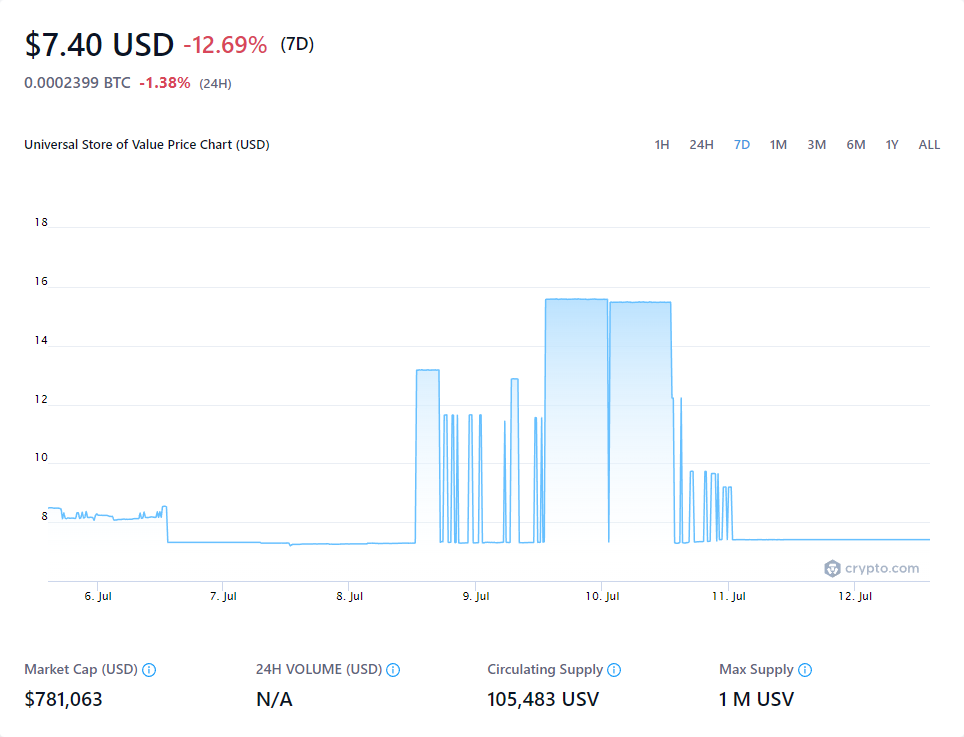 $7.40 USD -12.69% (7D)
0.0002399 BTC -1.38% (24H)
Universal Store of Value Price Chart (USD) 1H 24H 7D 1M 3M 6M 1Y ALL
18
16
14
12
10
8
crypto.com
6. Jul 7. Jul 8. Jul 9. Jul 10. Jul 11. Jul 12. Jul
Market Cap (USD) 24H VOLUME (USD) Circulating Supply Max Supply
$781,063 N/A 105,483 USV 1 M USV